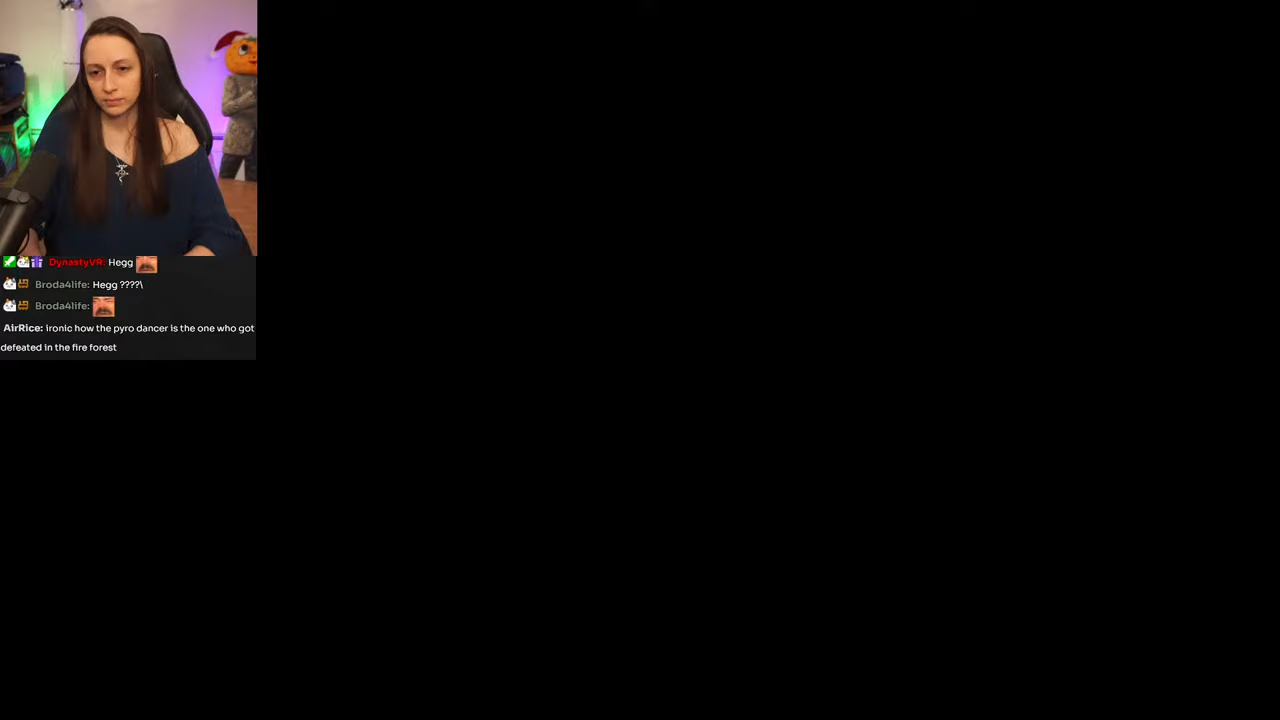 DynastyVR: Hegg
Broda4life: Hegg ????\
Broda4life:
AirRice: ironic how the pyro dancer is the one who got
defeated in the fire forest